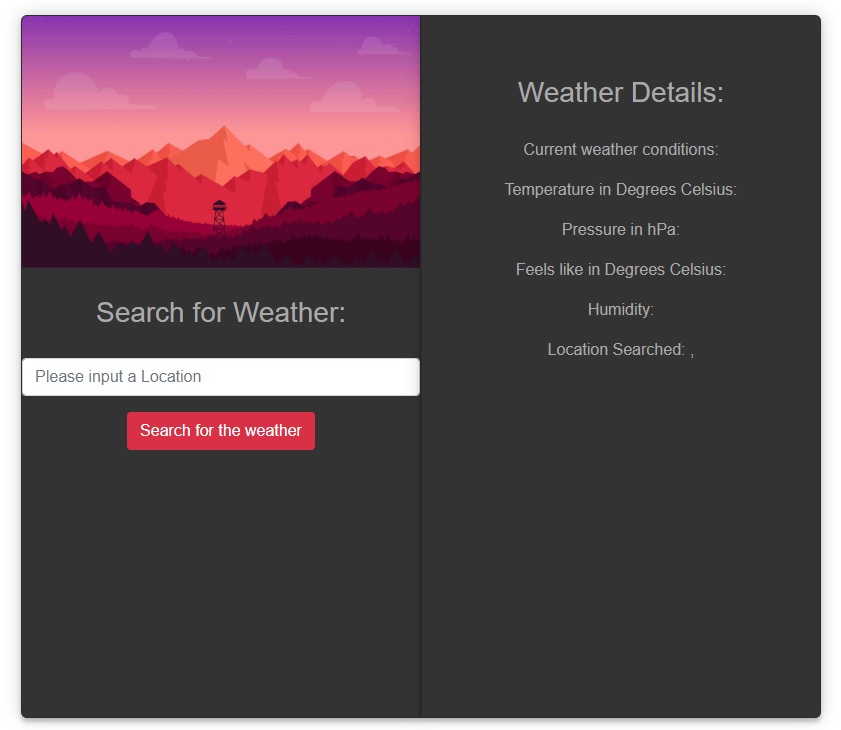 Search for Weather:
Please input a Location
Search for the weather
Weather Details:
Current weather conditions:
Temperature in Degrees Celsius:
Pressure in hPa:
Feels like in Degrees Celsius:
Humidity:
Location Searched: ,